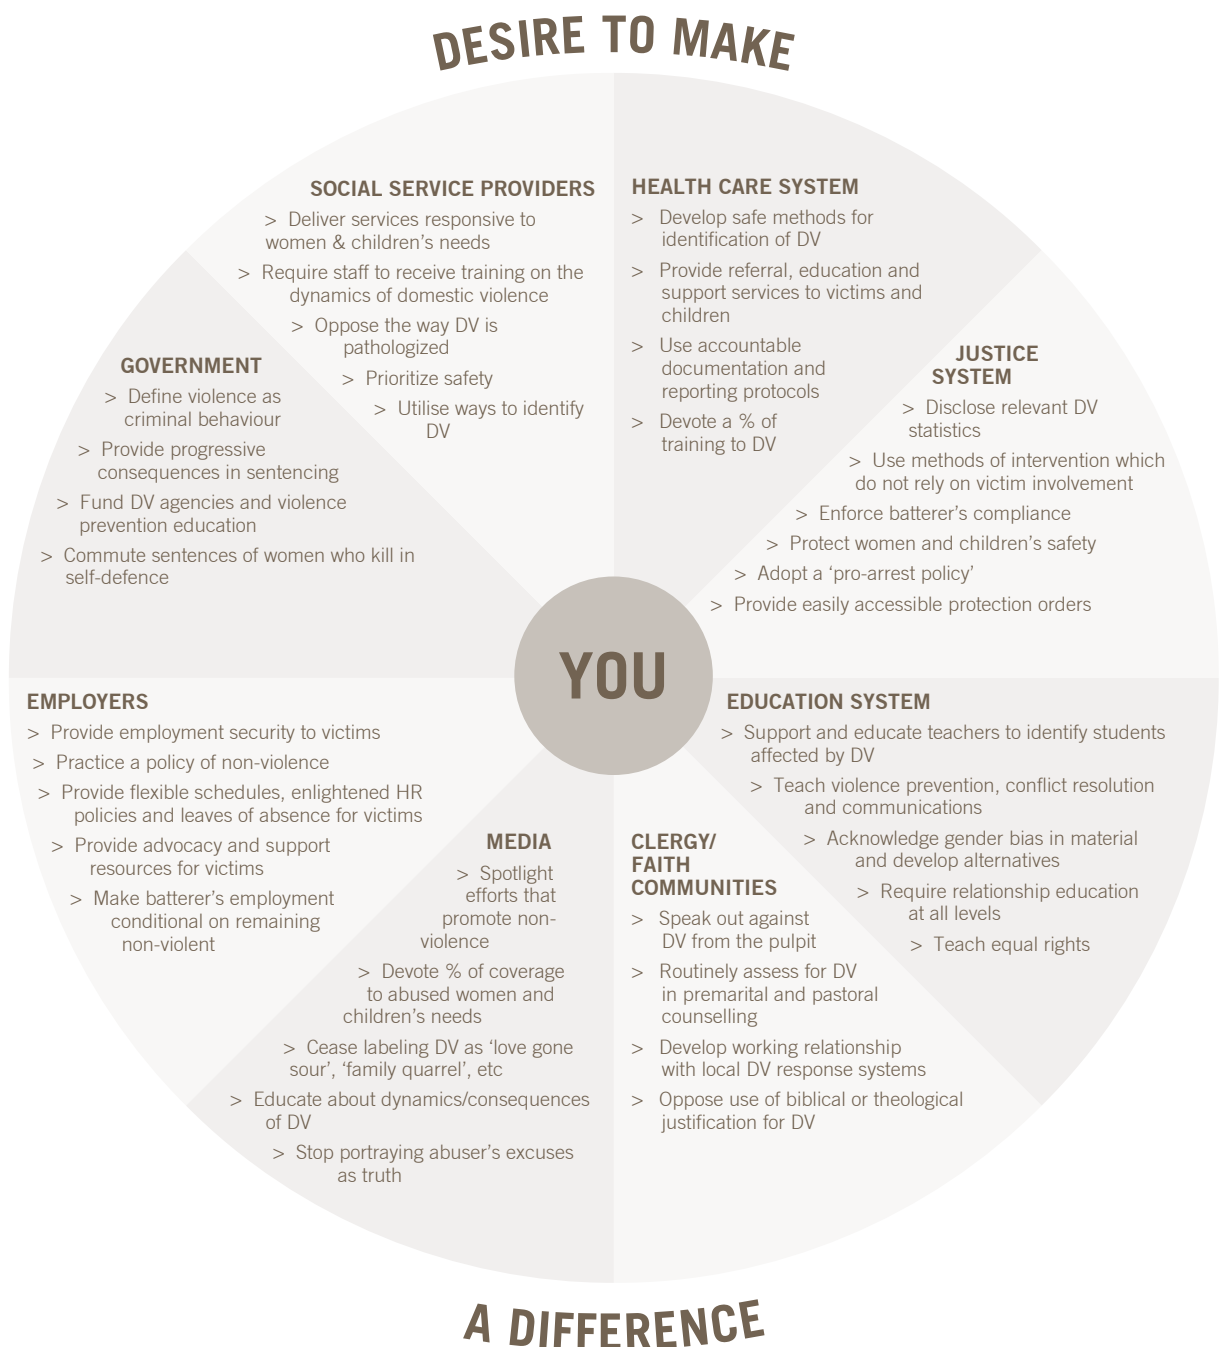 DESIRE TO MAKE
SOCIAL SERVICE PROVIDERS
> Deliver services responsive to
women & children’s needs
> Require staff to receive training on the
dynamics of domestic violence
> Oppose the way DV is
pathologized
> Prioritize safety
> Utilise ways to identify
DV
HEALTH CARE SYSTEM
> Develop safe methods for
identification of DV
> Provide referral, education and
support services to victims and
children
> Use accountable
documentation and
reporting protocols
> Devote a % of
training to DV
JUSTICE
SYSTEM
> Disclose relevant DV
statistics
> Use methods of intervention which
do not rely on victim involvement
> Enforce batterer’s compliance
> Protect women and children’s safety
> Adopt a ‘pro-arrest policy’
> Provide easily accessible protection orders
GOVERNMENT
> Define violence as
criminal behaviour
> Provide progressive
consequences in sentencing
> Fund DV agencies and violence
prevention education
> Commute sentences of women who kill in
self-defence
YOU
EMPLOYERS
> Provide employment security to victims
> Practice a policy of non-violence
> Provide flexible schedules, enlightened HR
policies and leaves of absence for victims
> Provide advocacy and support
resources for victims
> Make batterer’s employment
conditional on remaining
non-violent
MEDIA
> Spotlight
efforts that
promote non-
violence
> Devote % of coverage
to abused women and
children’s needs
> Cease labeling DV as ‘love gone
sour’, ‘family quarrel’, etc
> Educate about dynamics/consequences
of DV
> Stop portraying abuser’s excuses
as truth
CLERGY/
FAITH
COMMUNITIES
> Speak out against
DV from the pulpit
> Routinely assess for DV
in premarital and pastoral
counselling
> Develop working relationship
with local DV response systems
> Oppose use of biblical or theological
justification for DV
EDUCATION SYSTEM
> Support and educate teachers to identify students
affected by DV
> Teach violence prevention, conflict resolution
and communications
> Acknowledge gender bias in material
and develop alternatives
> Require relationship education
at all levels
> Teach equal rights
A DIFFERENCE